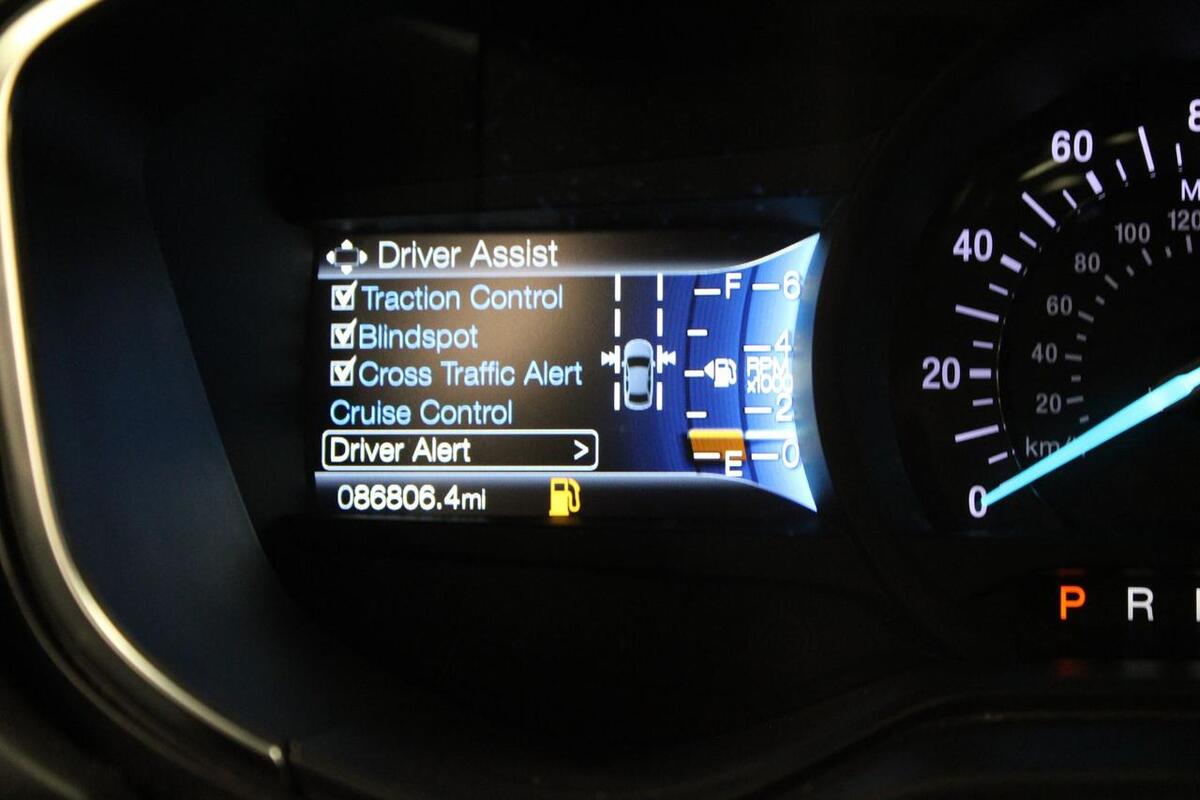 Driver Assist
Traction Control
Blindspot
Cross Traffic Alert
Cruise Control
Driver Alert >
086806.4mi
F
E
6
4
RPM
x1000
2
0
60
40
20
0
120
100
80
60
40
20
km/
P R